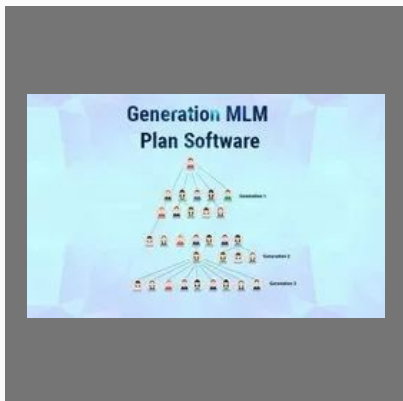 Generation MLM
Plan Software
Generation 1
Generation 2
Generation 3